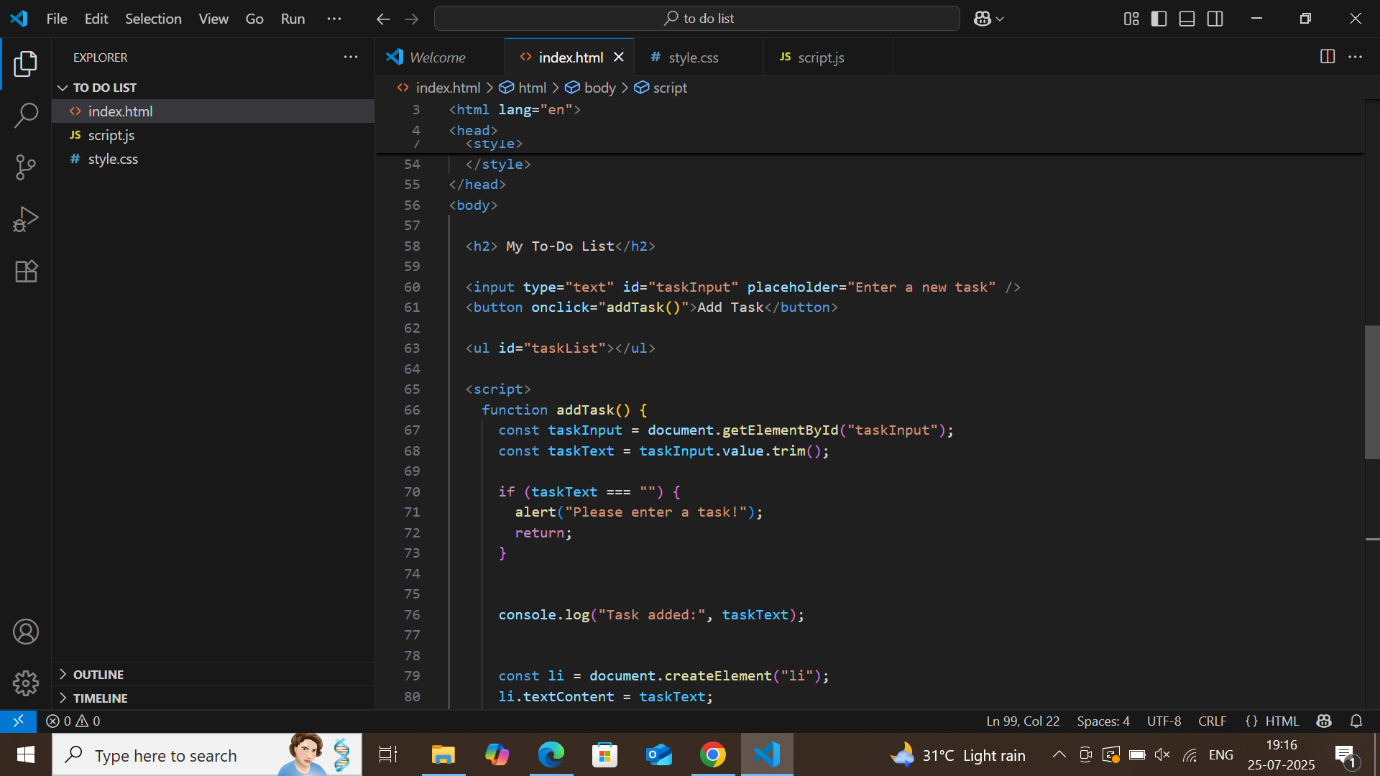 File Edit Selection View Go Run ··· to do list
EXPLORER ···
TO DO LIST
index.html
JS script.js
# style.css
OUTLINE
TIMELINE
Welcome <> index.html # style.css JS script.js
<> index.html > html > body > script
3 <html lang="en">
4 <head>
7 <style>
54 </style>
55 </head>
56 <body>
57
58 <h2> My To-Do List</h2>
59
60 <input type="text" id="taskInput" placeholder="Enter a new task" />
61 <button onclick="addTask()">Add Task</button>
62
63 <ul id="taskList"></ul>
64
65 <script>
66 function addTask() {
67 const taskInput = document.getElementById("taskInput");
68 const taskText = taskInput.value.trim();
69
70 if (taskText === "") {
71 alert("Please enter a task!");
72 return;
73 }
74
75
76 console.log("Task added:", taskText);
77
78
79 const li = document.createElement("li");
80 li.textContent = taskText;
0 0 Ln 99, Col 22 Spaces: 4 UTF-8 CRLF {} HTML
Type here to search 31°C Light rain ENG 19:16
25-07-2025 1